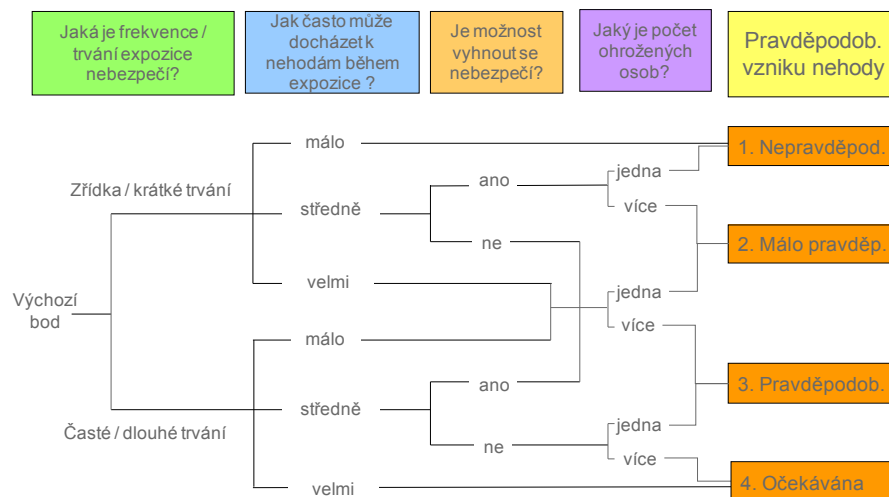 Jaká je frekvence /
trvání expozice
nebezpečí?
Jak často může
docházet k
nehodám během
expozice ?
Je možnost
vyhnout se
nebezpečí?
Jaký je počet
ohrožených
osob?
Pravděpodob.
vzniku nehody
málo
1. Nepravděpod.
jedna
Zřídka / krátké trvání
ano
více
středně
ne
2. Málo pravděp.
velmi
jedna
Výchozí
bod
více
málo
ano
3. Pravděpodob.
středně
jedna
Časté / dlouhé trvání
ne
více
velmi
4. Očekávána